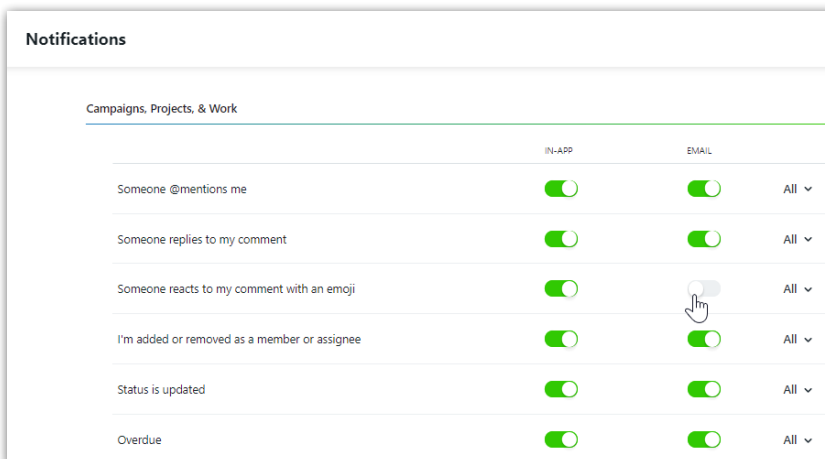 Notifications
Campaigns, Projects, & Work
IN-APP EMAIL
Someone @mentions me All
Someone replies to my comment All
Someone reacts to my comment with an emoji All
I'm added or removed as a member or assignee All
Status is updated All
Overdue All